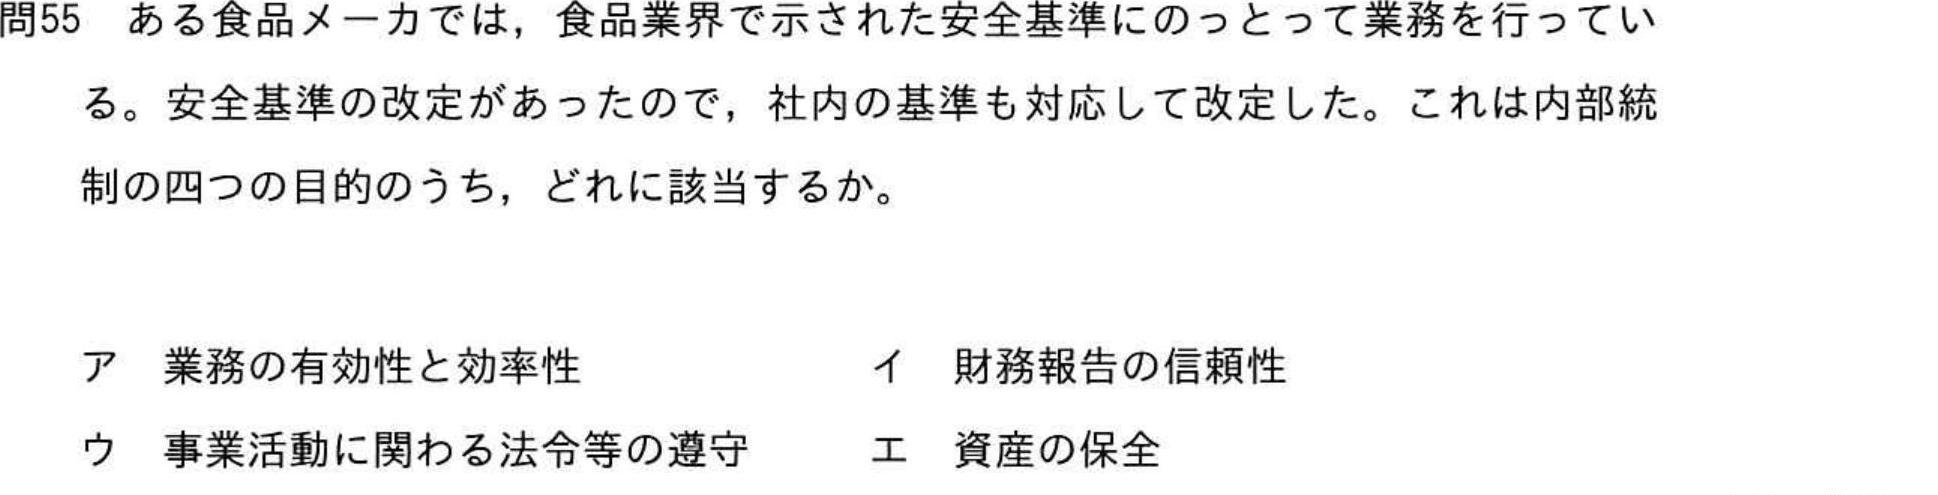 問55 ある食品メーカでは，食品業界で示された安全基準にのっとって業務を行ってい
る。安全基準の改定があったので，社内の基準も対応して改定した。これは内部統
制の四つの目的のうち，どれに該当するか。
ア 業務の有効性と効率性 イ 財務報告の信頼性
ウ 事業活動に関わる法令等の遵守 エ 資産の保全